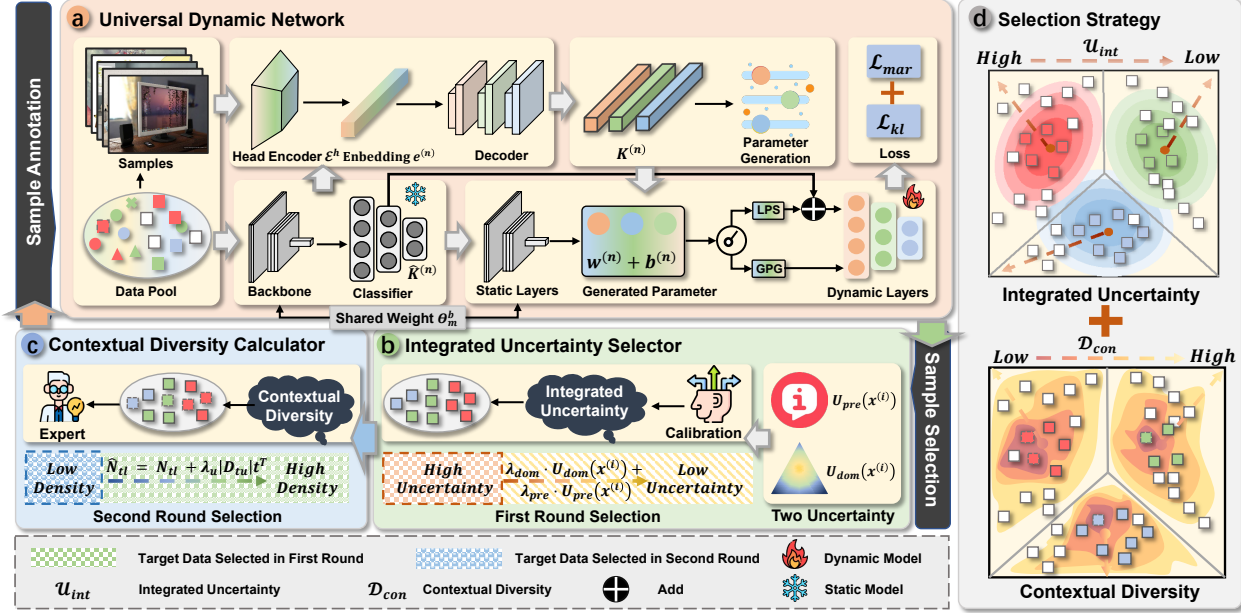 Sample Annotation
a Universal Dynamic Network
Samples
Data Pool
Head Encoder ℰʰ
Embedding e⁽ⁿ⁾
Decoder
K⁽ⁿ⁾
Parameter
Generation
ℒ_mar
ℒ_kl
Loss
Backbone
K̂⁽ⁿ⁾
Classifier
Static Layers
w⁽ⁿ⁾ + b⁽ⁿ⁾
Generated Parameter
LPS
GPG
Dynamic Layers
Shared Weight Θ_m^b
c Contextual Diversity Calculator
Expert
Contextual
Diversity
Low
Density
N̂_tl = N_tl + λ_u|D_tu|t^T
High
Density
Second Round Selection
b Integrated Uncertainty Selector
Integrated
Uncertainty
Calibration
High
Uncertainty
λ_dom · U_dom(x⁽ⁱ⁾) +
λ_pre · U_pre(x⁽ⁱ⁾)
Low
Uncertainty
First Round Selection
U_pre(x⁽ⁱ⁾)
U_dom(x⁽ⁱ⁾)
Two Uncertainty
Sample Selection
d Selection Strategy
High
𝒰_int
Low
Integrated Uncertainty
Low
𝒟_con
High
Contextual Diversity
Target Data Selected in First Round
Target Data Selected in Second Round
Dynamic Model
𝒰_int
Integrated Uncertainty
𝒟_con
Contextual Diversity
Add
Static Model